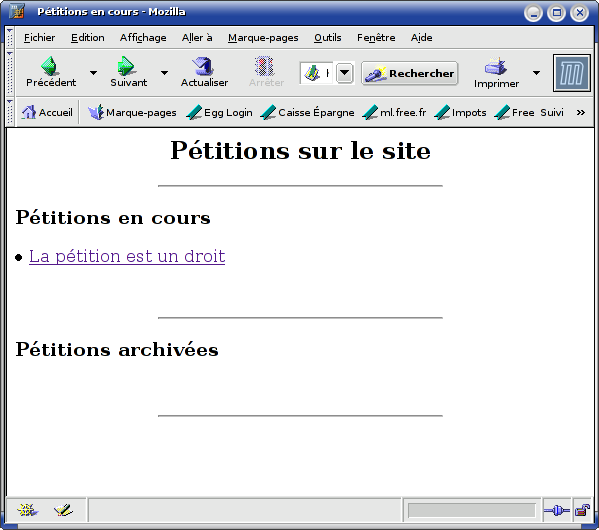 Pétitions en cours - Mozilla
Fichier Edition Affichage Aller à Marque-pages Outils Fenêtre Aide
Précédent Suivant Actualiser Arrêter Rechercher Imprimer
Accueil Marque-pages Egg Login Caisse Épargne ml.free.fr Impots Free Suivi »
Pétitions sur le site
Pétitions en cours
• La pétition est un droit
Pétitions archivées